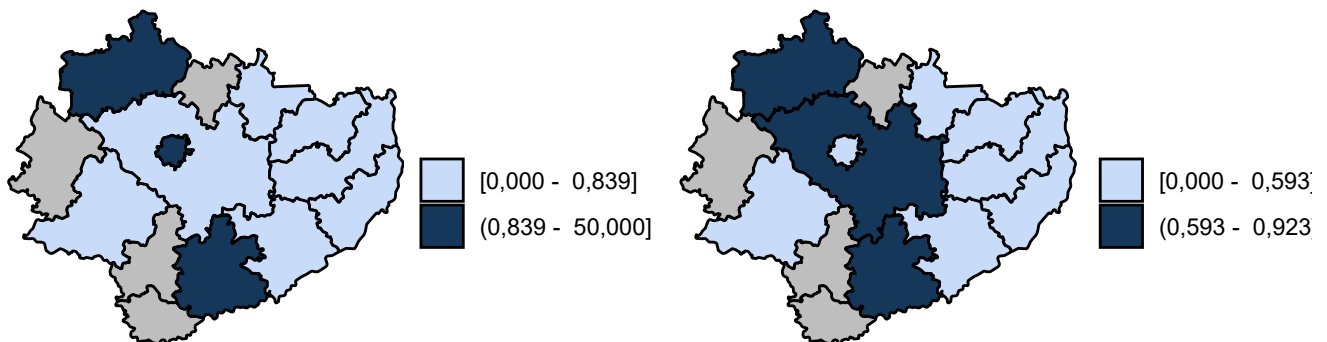 [0,000 -  0,839]
(0,839 -  50,000]
[0,000 -  0,593]
(0,593 -  0,923]